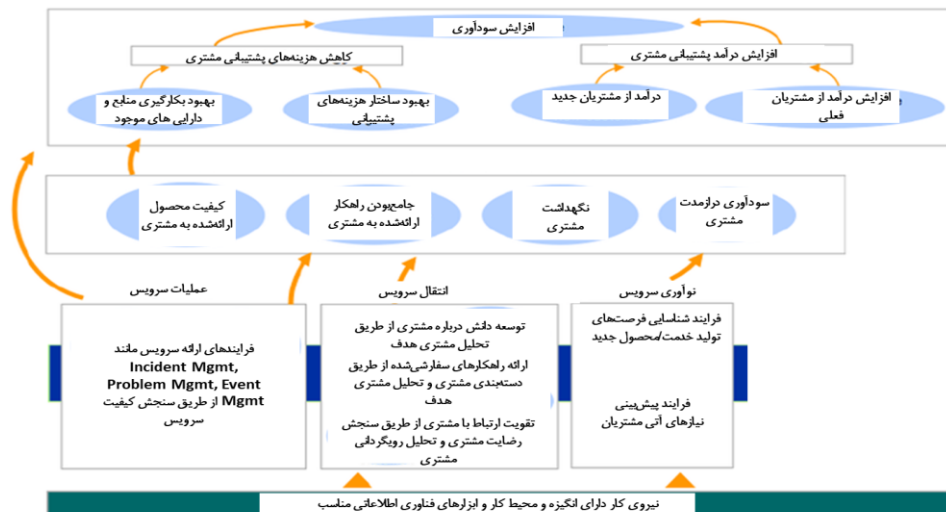 افزایش سودآوری
کاهش هزینه‌های پشتیبانی مشتری
افزایش درآمد پشتیبانی مشتری
بهبود بکارگیری منابع و
دارایی های موجود
بهبود ساختار هزینه‌های
پشتیبانی
درآمد از مشتریان جدید
افزایش درآمد از مشتریان
فعلی
کیفیت محصول
ارائه‌شده به مشتری
جامع‌بودن راهکار
ارائه‌شده به مشتری
نگهداشت
مشتری
سودآوری درازمدت
مشتری
عملیات سرویس
انتقال سرویس
نوآوری سرویس
فرایندهای ارائه سرویس مانند
Incident Mgmt,
Problem Mgmt, Event
Mgmt از طریق سنجش کیفیت
سرویس
توسعه دانش درباره مشتری از طریق
تحلیل مشتری هدف
ارائه راهکارهای سفارشی‌شده از طریق
دسته‌بندی مشتری و تحلیل مشتری
هدف
تقویت ارتباط با مشتری از طریق سنجش
رضایت مشتری و تحلیل رویگردانی
مشتری
فرایند شناسایی فرصت‌های
تولید خدمت/محصول جدید
فرایند پیش‌بینی
نیازهای آتی مشتریان
نیروی کار دارای انگیزه و محیط کار و ابزارهای فناوری اطلاعاتی مناسب